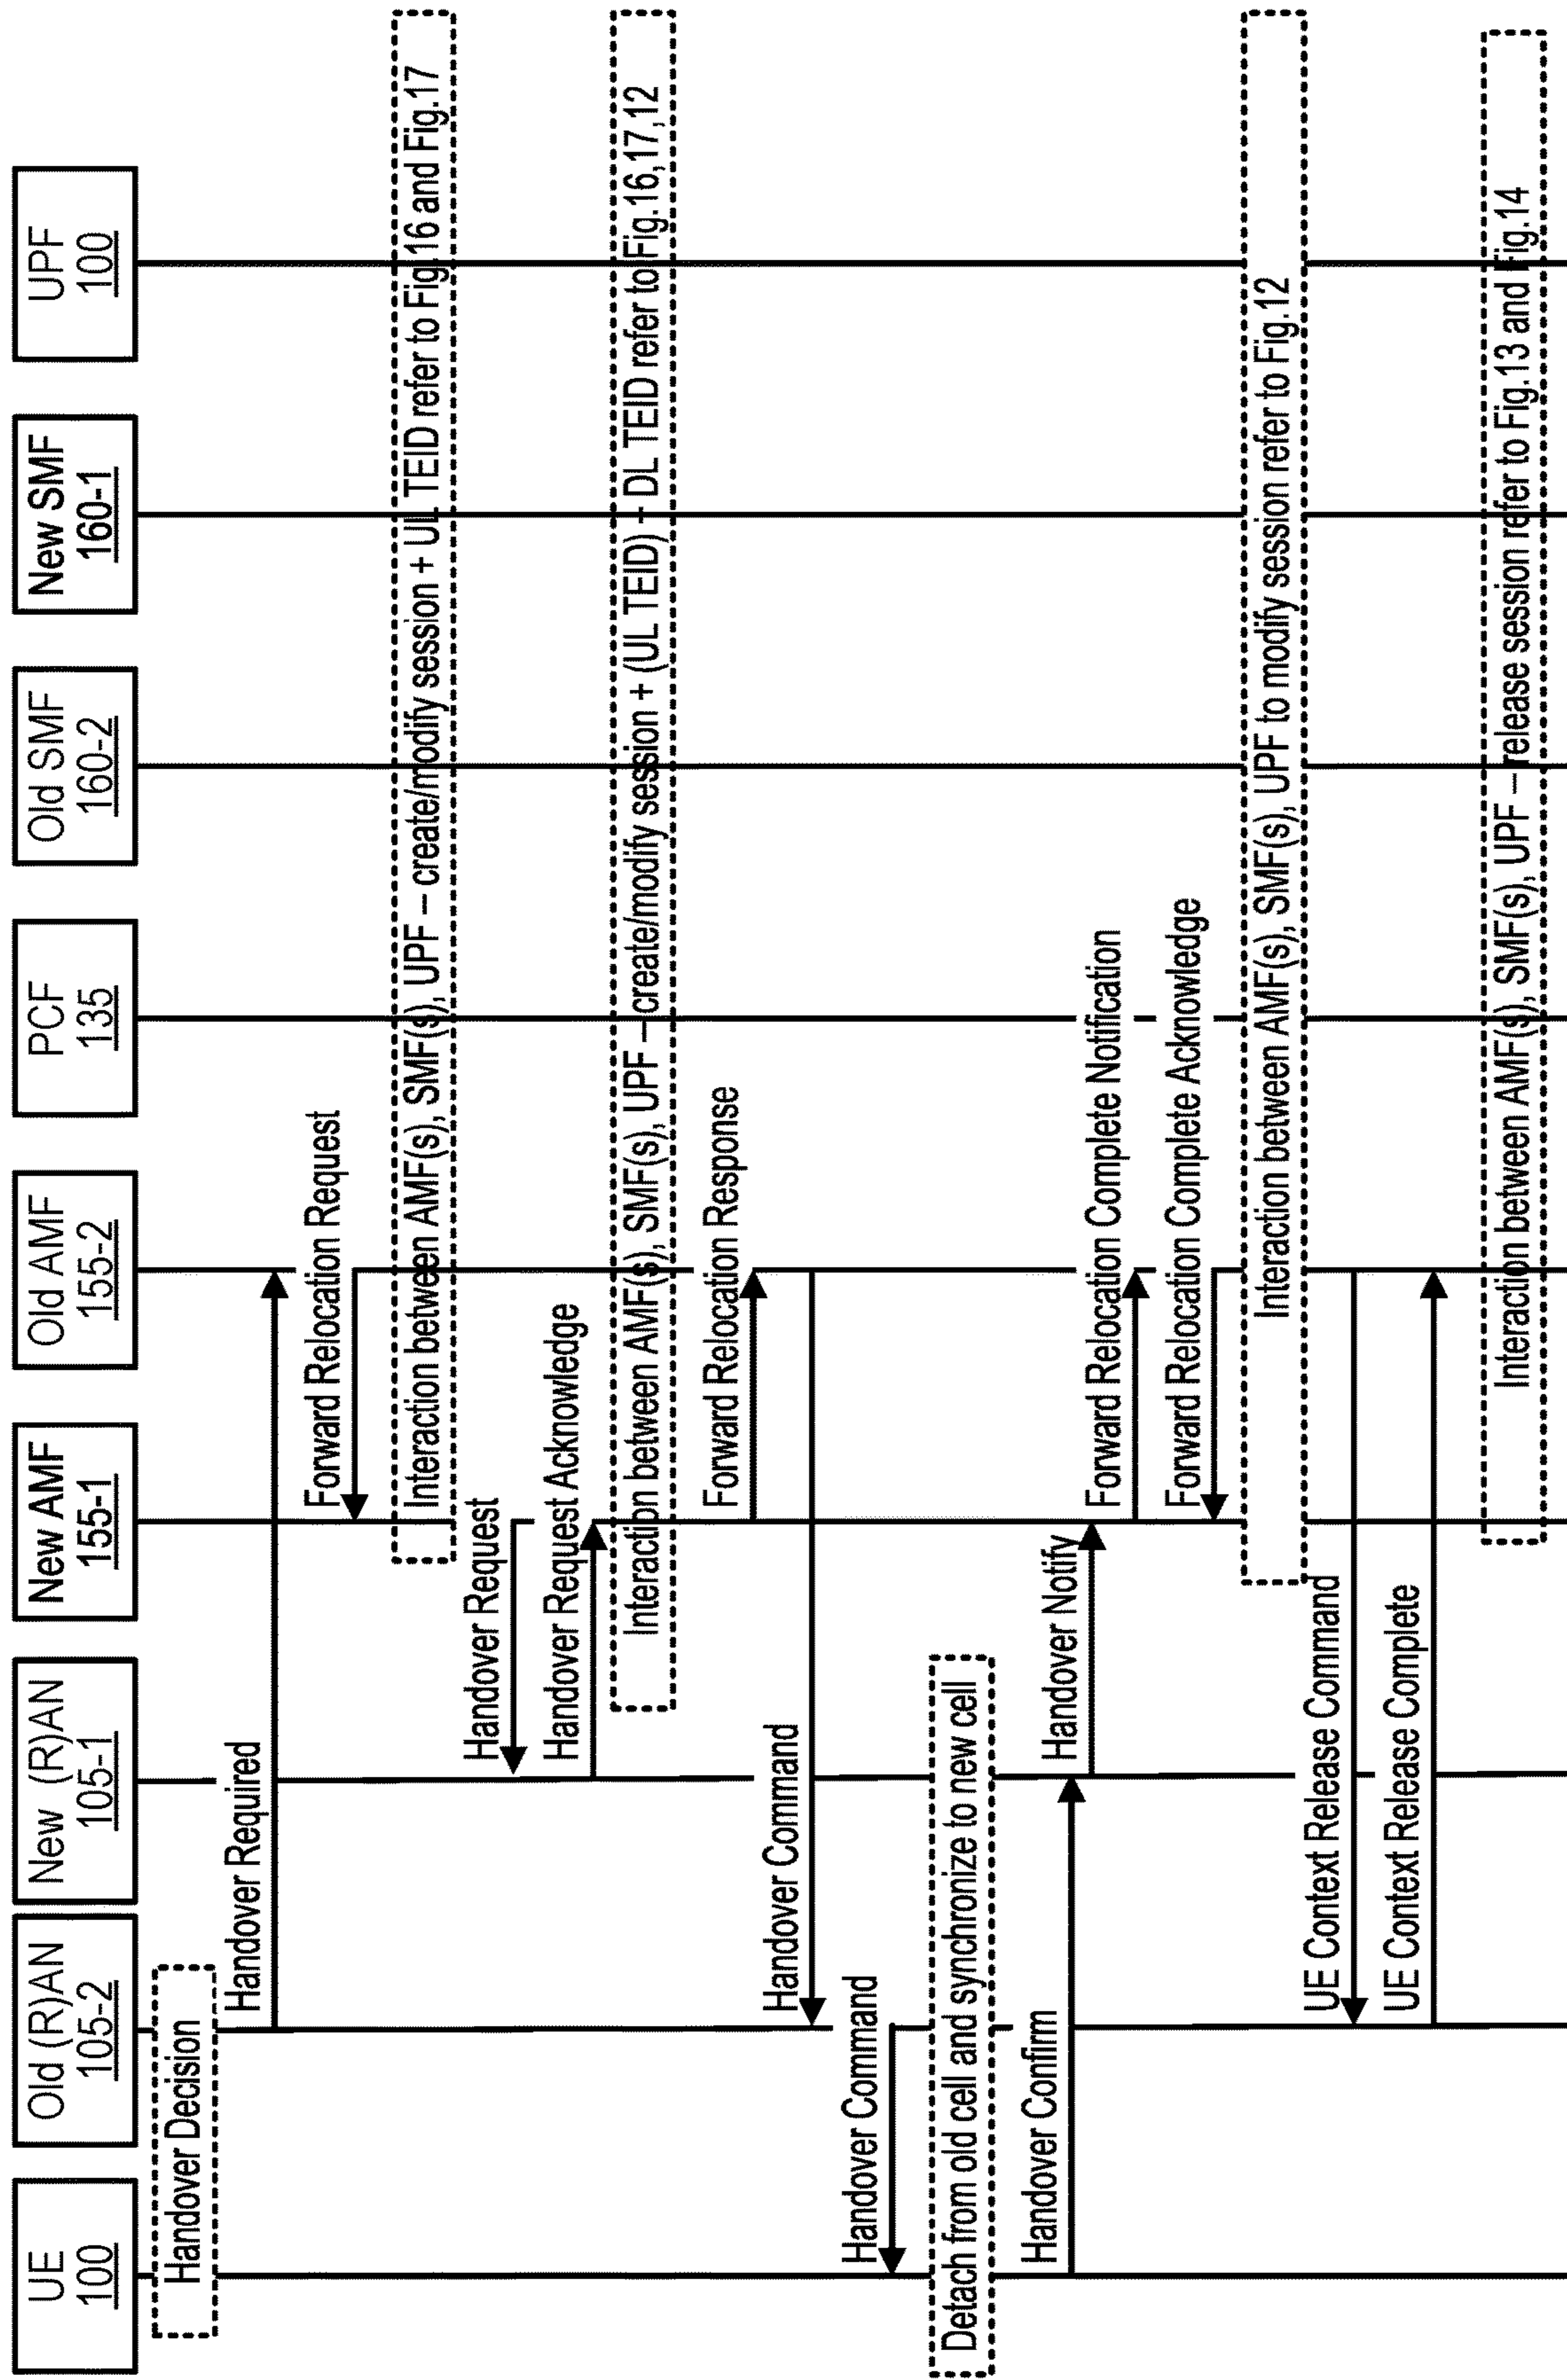 UE
100
Old (R)AN
105-2
New (R)AN
105-1
New AMF
155-1
Old AMF
155-2
PCF
135
Old SMF
160-2
New SMF
160-1
UPF
100
Handover Decision
Handover Required
Forward Relocation Request
Interaction between AMF(s), SMF(s), UPF – create/modify session + UL TEID refer to Fig.16 and Fig.17
Handover Request
Handover Request Acknowledge
Interaction between AMF(s), SMF(s), UPF – create/modify session + (UL TEID) + DL TEID refer to Fig.16,17,12
Forward Relocation Response
Handover Command
Handover Command
Detach from old cell and synchronize to new cell
Handover Confirm
Handover Notify
Forward Relocation Complete Notification
Forward Relocation Complete Acknowledge
Interaction between AMF(s), SMF(s), UPF to modify session refer to Fig.12
UE Context Release Command
UE Context Release Complete
Interaction between AMF(s), SMF(s), UPF – release session refer to Fig.13 and Fig.14